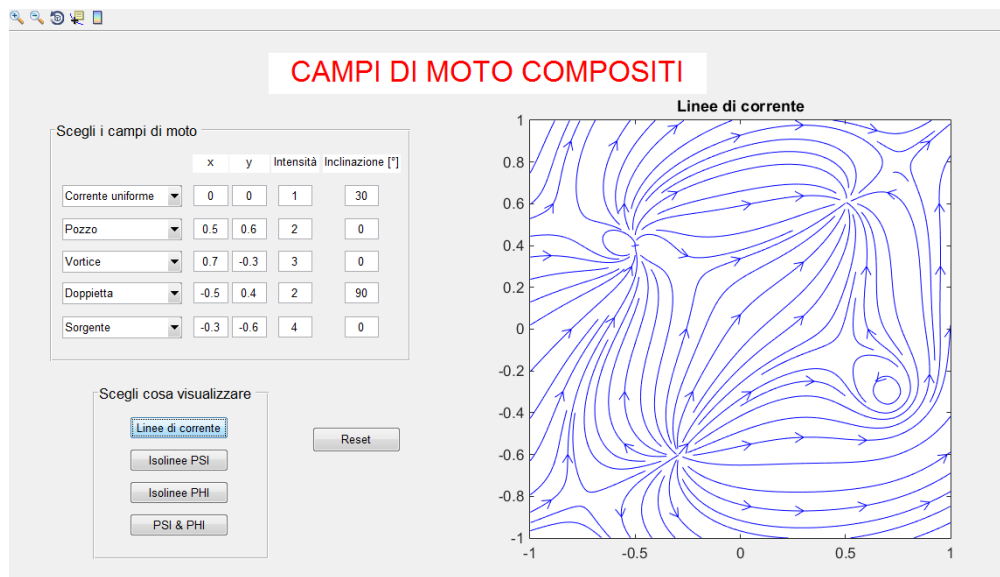 CAMPI DI MOTO COMPOSITI
Scegli i campi di moto
x y Intensità Inclinazione [°]
Corrente uniforme 0 0 1 30
Pozzo 0.5 0.6 2 0
Vortice 0.7 -0.3 3 0
Doppietta -0.5 0.4 2 90
Sorgente -0.3 -0.6 4 0
Scegli cosa visualizzare
Linee di corrente
Isolinee PSI
Isolinee PHI
PSI & PHI
Reset
Linee di corrente
1
0.8
0.6
0.4
0.2
0
-0.2
-0.4
-0.6
-0.8
-1
-1 -0.5 0 0.5 1